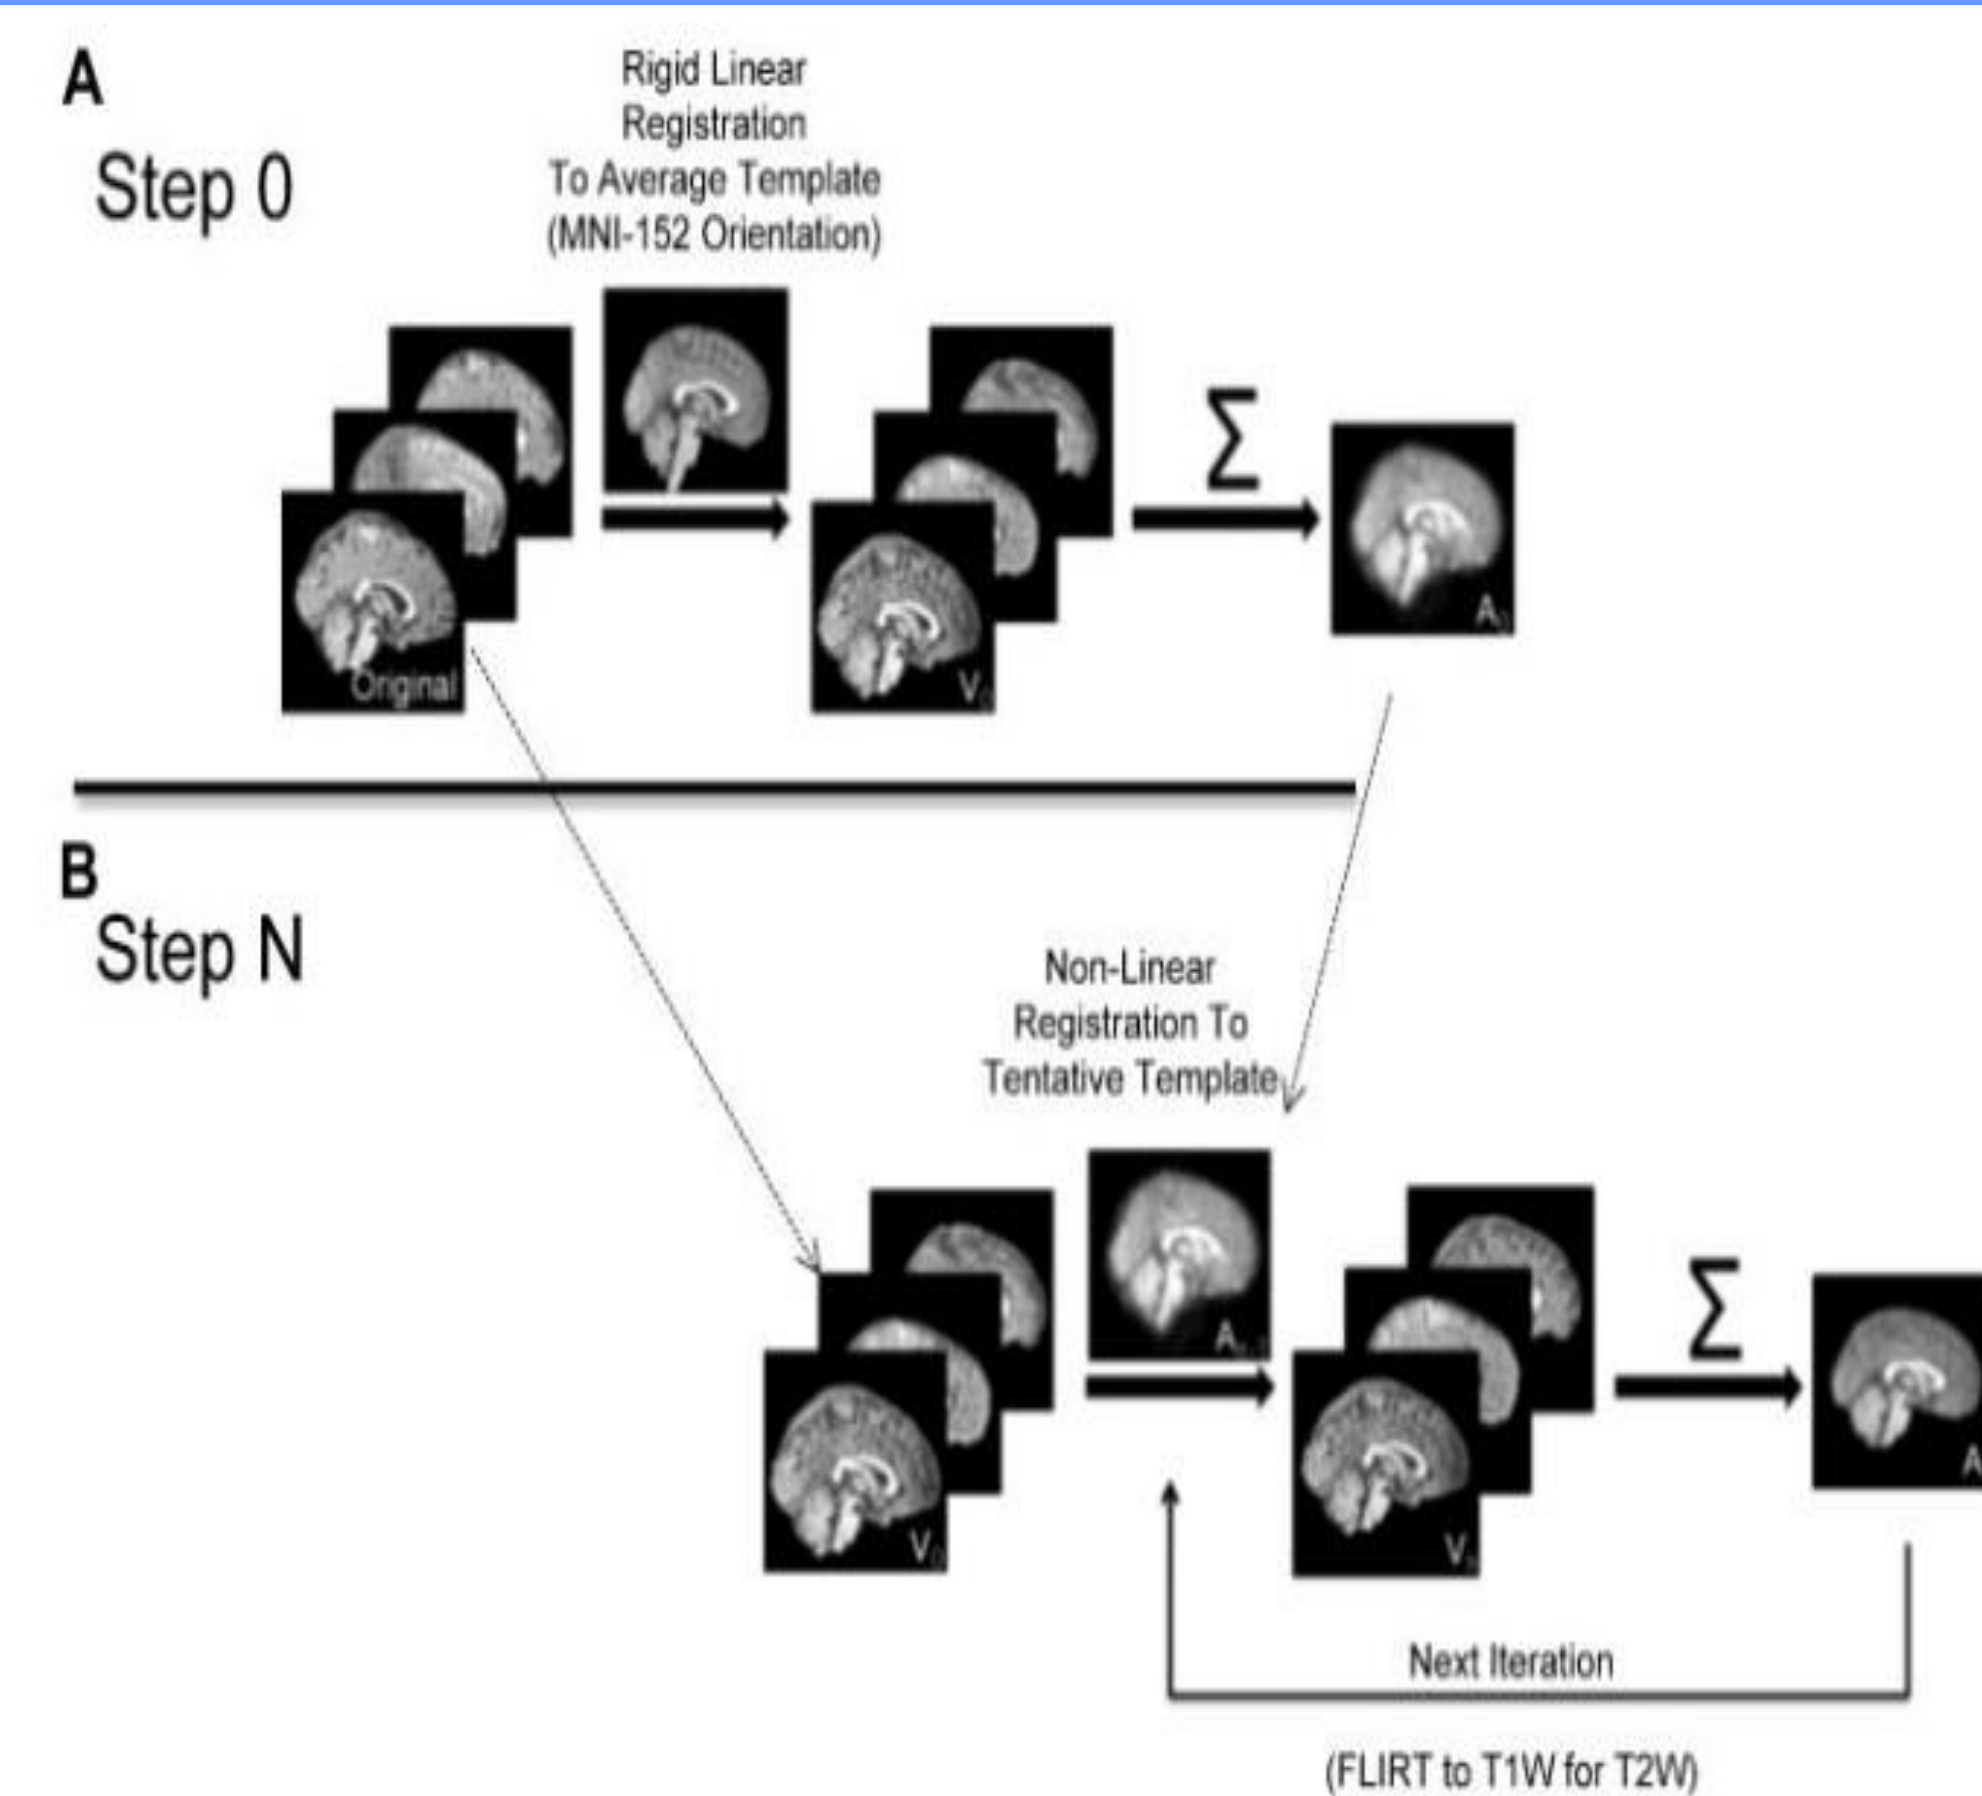 A
Step 0
Rigid Linear
Registration
To Average Template
(MNI-152 Orientation)
Σ
Original
V₀
A₀
B
Step N
Non-Linear
Registration To
Tentative Template
Σ
V₀
A
Next Iteration
(FLIRT to T1W for T2W)